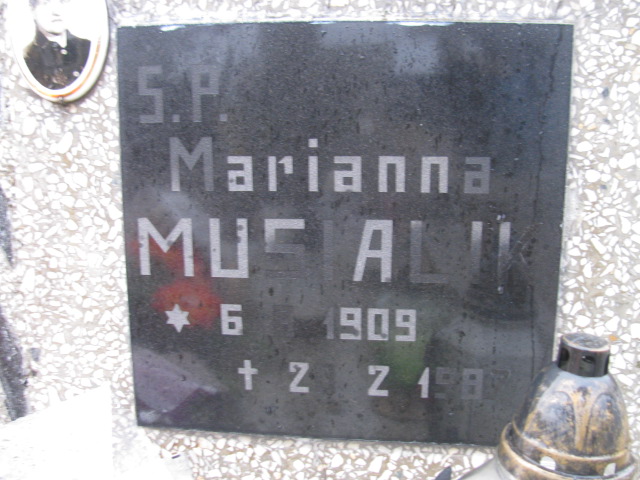 S.P.
Marianna
MUSIALIK
✶ 6 1909
✝ 2 2